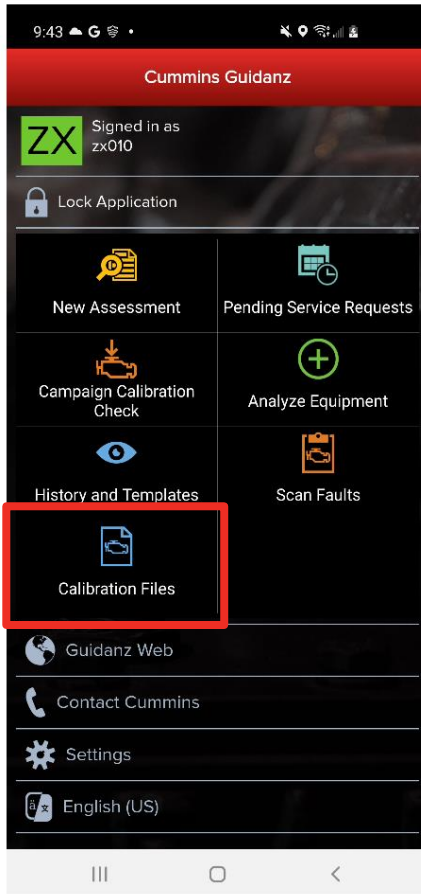 9:43 G
Cummins Guidanz
ZX
Signed in as
zx010
Lock Application
New Assessment
Pending Service Requests
Campaign Calibration
Check
Analyze Equipment
History and Templates
Scan Faults
Calibration Files
Guidanz Web
Contact Cummins
Settings
English (US)